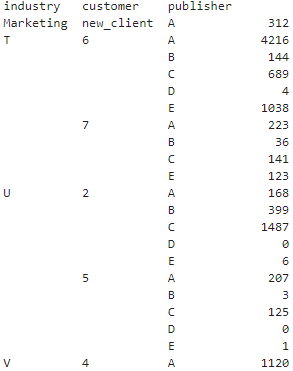 industry customer publisher
Marketing new_client A 312
T 6 A 4216
B 144
C 689
D 4
E 1038
7 A 223
B 36
C 141
E 123
U 2 A 168
B 399
C 1487
D 0
E 6
5 A 207
B 3
C 125
D 0
E 1
V 4 A 1120